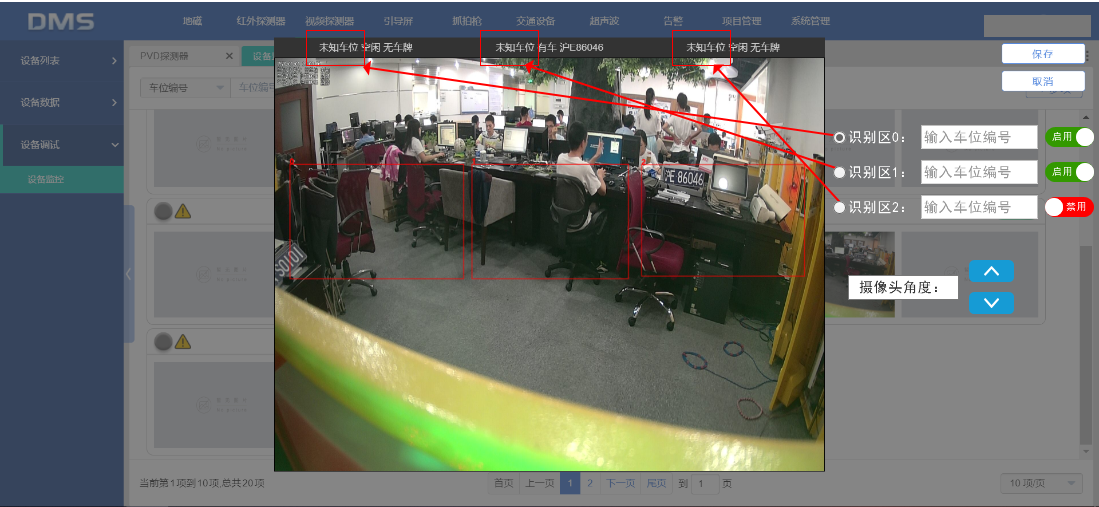 DMS
地磁 红外探测器 视频探测器 引导屏 抓拍枪 交通设备 超声波 告警 项目管理 系统管理
设备列表
设备数据
设备调试
设备监控
PVD探测器
车位编号
未知车位 空闲 无车牌
未知车位 有车 沪E86046
未知车位 空闲 无车牌
保存
取消
识别区0： 输入车位编号 启用
识别区1： 输入车位编号 启用
识别区2： 输入车位编号 禁用
PE 86046
S0101
摄像头角度：
当前第1项到10项,总共20项
首页 上一页 1 2 下一页 尾页 到 1 页
10 项/页